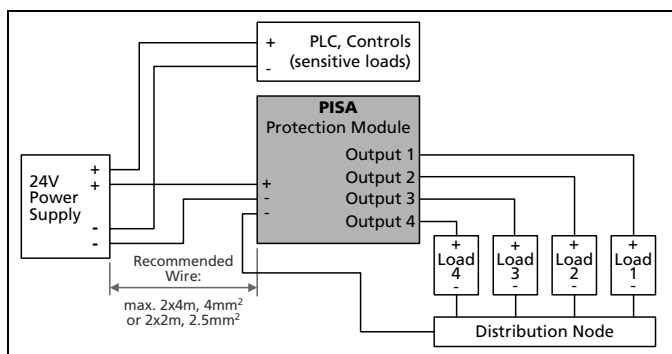 + PLC, Controls
- (sensitive loads)
PISA
Protection Module
Output 1
Output 2
Output 3
Output 4
+
-
-
24V
Power
Supply
+
+
-
-
Recommended
Wire:
max. 2x4m, 4mm²
or 2x2m, 2.5mm²
+ + + +
Load Load Load Load
4 3 2 1
- - - -
Distribution Node